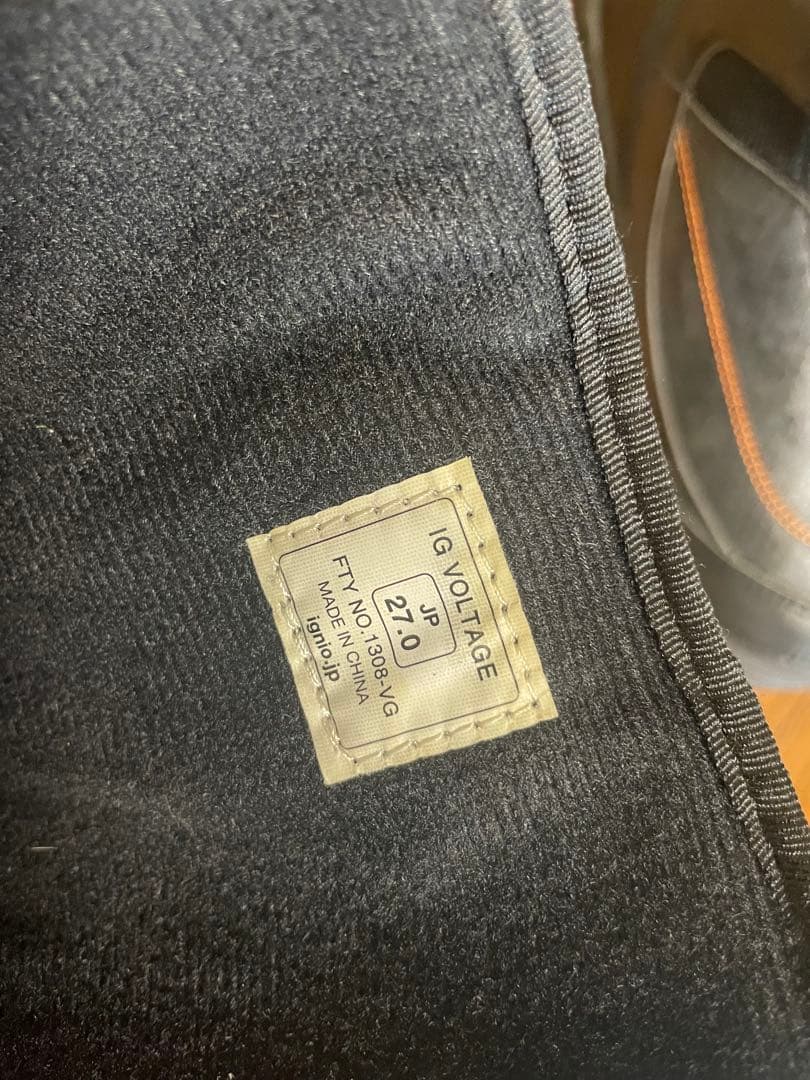 IG VOLTAGE
JP
27.0
FTY NO.1308-VG
MADE IN CHINA
ignio.jp